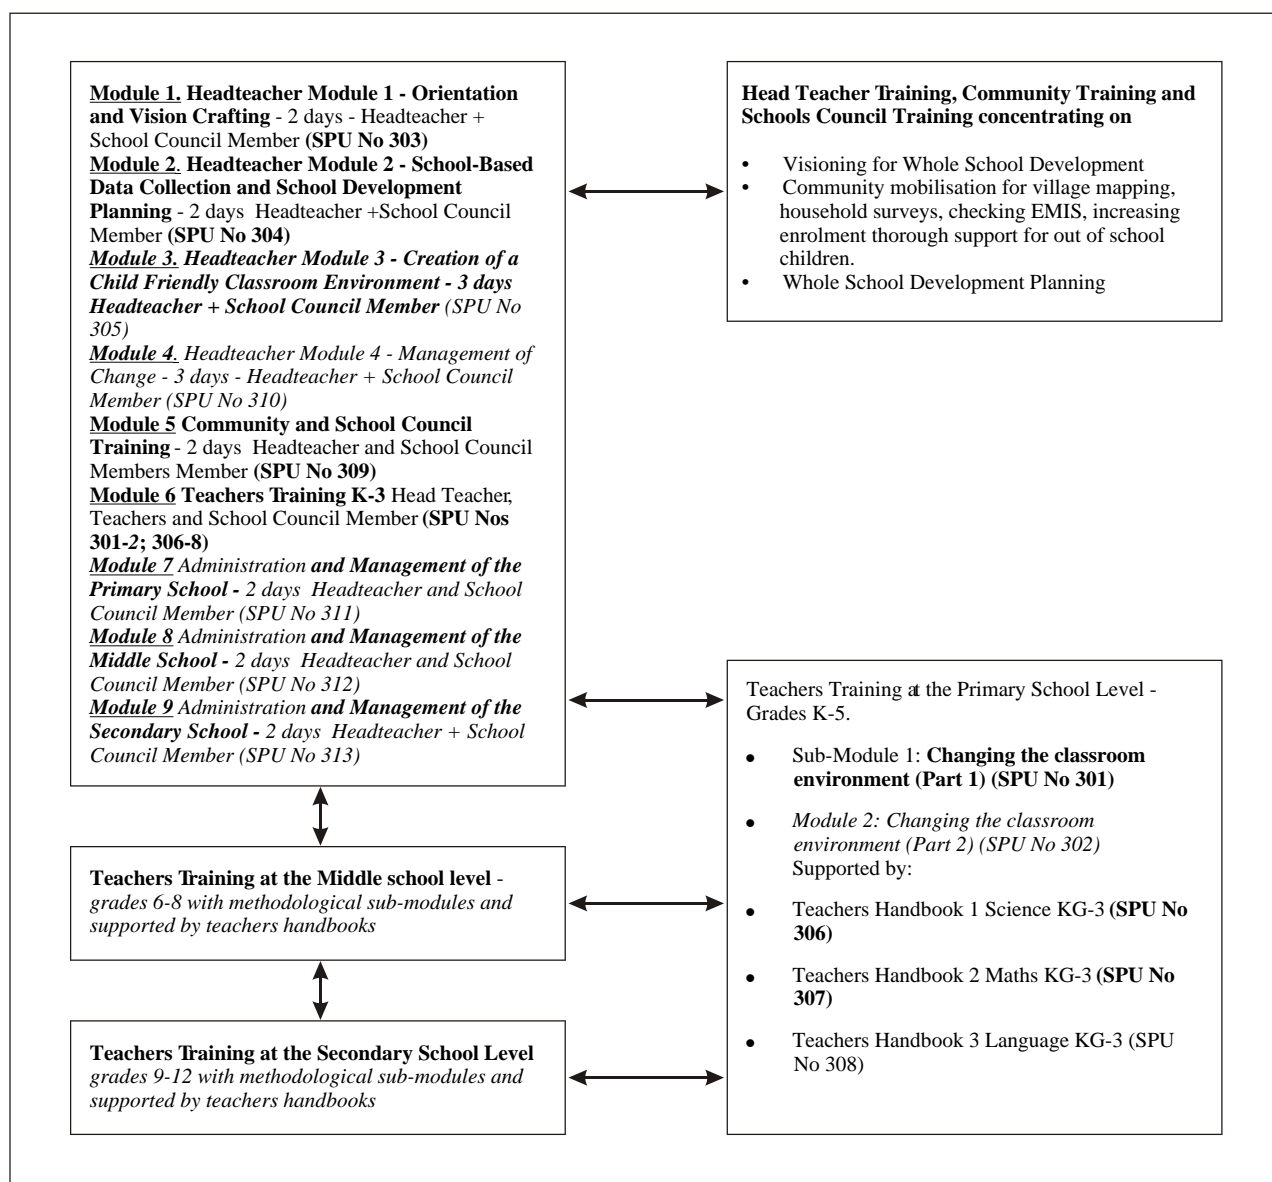 Module 1. Headteacher Module 1 - Orientation
and Vision Crafting - 2 days - Headteacher +
School Council Member (SPU No 303)
Module 2. Headteacher Module 2 - School-Based
Data Collection and School Development
Planning - 2 days Headteacher +School Council
Member (SPU No 304)
Module 3. Headteacher Module 3 - Creation of a
Child Friendly Classroom Environment - 3 days
Headteacher + School Council Member (SPU No
305)
Module 4. Headteacher Module 4 - Management of
Change - 3 days - Headteacher + School Council
Member (SPU No 310)
Module 5 Community and School Council
Training - 2 days Headteacher and School Council
Members Member (SPU No 309)
Module 6 Teachers Training K-3 Head Teacher,
Teachers and School Council Member (SPU Nos
301-2; 306-8)
Module 7 Administration and Management of the
Primary School - 2 days Headteacher and School
Council Member (SPU No 311)
Module 8 Administration and Management of the
Middle School - 2 days Headteacher and School
Council Member (SPU No 312)
Module 9 Administration and Management of the
Secondary School - 2 days Headteacher + School
Council Member (SPU No 313)
Head Teacher Training, Community Training and
Schools Council Training concentrating on
• Visioning for Whole School Development
• Community mobilisation for village mapping,
household surveys, checking EMIS, increasing
enrolment thorough support for out of school
children.
• Whole School Development Planning
Teachers Training at the Middle school level -
grades 6-8 with methodological sub-modules and
supported by teachers handbooks
Teachers Training at the Secondary School Level
grades 9-12 with methodological sub-modules and
supported by teachers handbooks
Teachers Training at the Primary School Level -
Grades K-5.
• Sub-Module 1: Changing the classroom
environment (Part 1) (SPU No 301)
• Module 2: Changing the classroom
environment (Part 2) (SPU No 302)
Supported by:
• Teachers Handbook 1 Science KG-3 (SPU No
306)
• Teachers Handbook 2 Maths KG-3 (SPU No
307)
• Teachers Handbook 3 Language KG-3 (SPU
No 308)